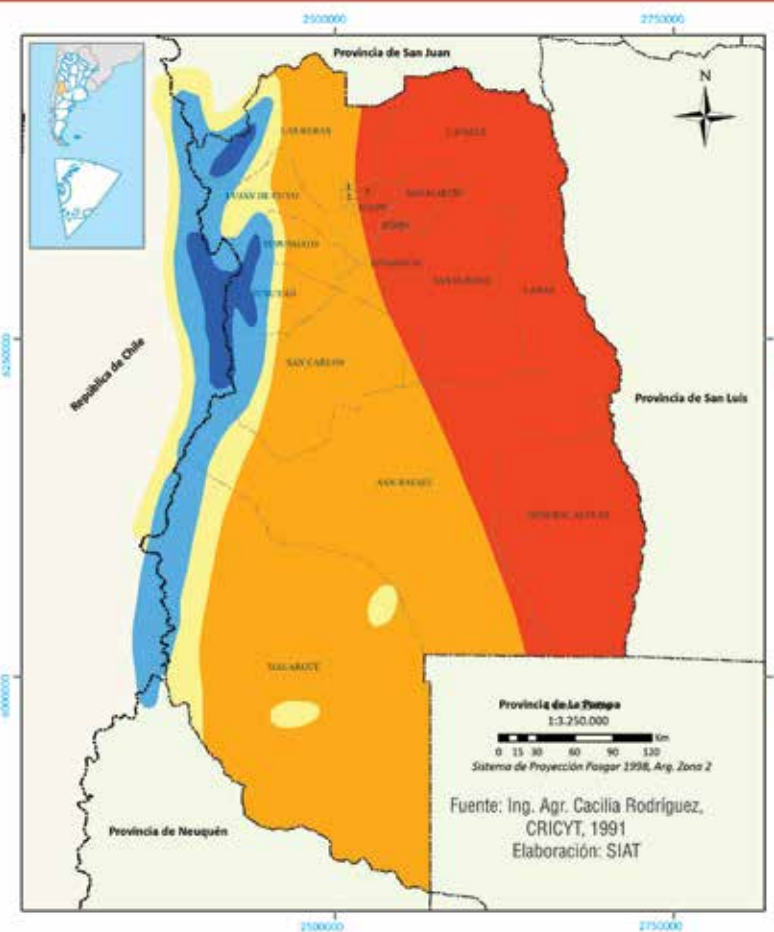 2500000
2750000
Provincia de San Juan
N
LAS HERAS
LAVALLE
LUJAN DE CUYO
SAN MARTIN
JUNIN
TUPUNGATO
SANTA ROSA
LA PAZ
6250000
SAN CARLOS
República de Chile
Provincia de San Luis
SAN RAFAEL
GENERAL ALVEAR
MALARGUE
6000000
Provincia de La Pampa
1:3.250.000
Km
0 15 30 60 90 120
Sistema de Proyección Posgar 1998, Arg. Zona 2
Fuente: Ing. Agr. Cacilia Rodríguez,
CRICYT, 1991
Elaboración: SIAT
Provincia de Neuquén
2500000
2750000